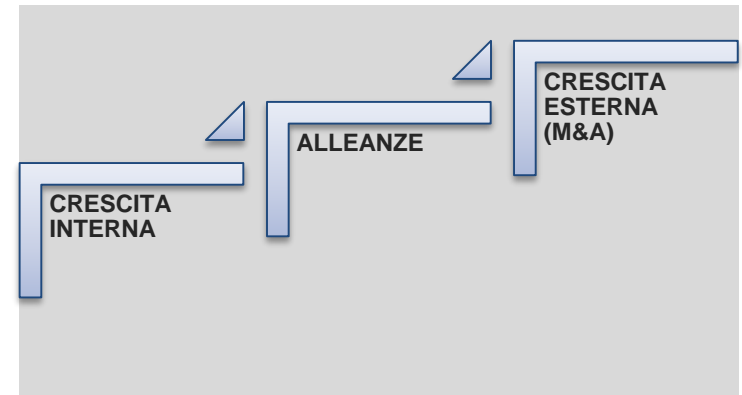 CRESCITA
INTERNA
ALLEANZE
CRESCITA
ESTERNA
(M&A)